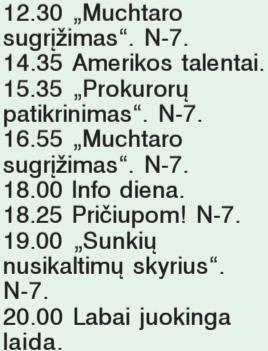 12.30 „Muchtaro
sugrįžimas“. N-7.
14.35 Amerikos talentai.
15.35 „Prokurorų
patikrinimas“. N-7.
16.55 „Muchtaro
sugrįžimas“. N-7.
18.00 Info diena.
18.25 Pričiupom! N-7.
19.00 „Sunkių
nusikaltimų skyrius“.
N-7.
20.00 Labai juokinga
laida.